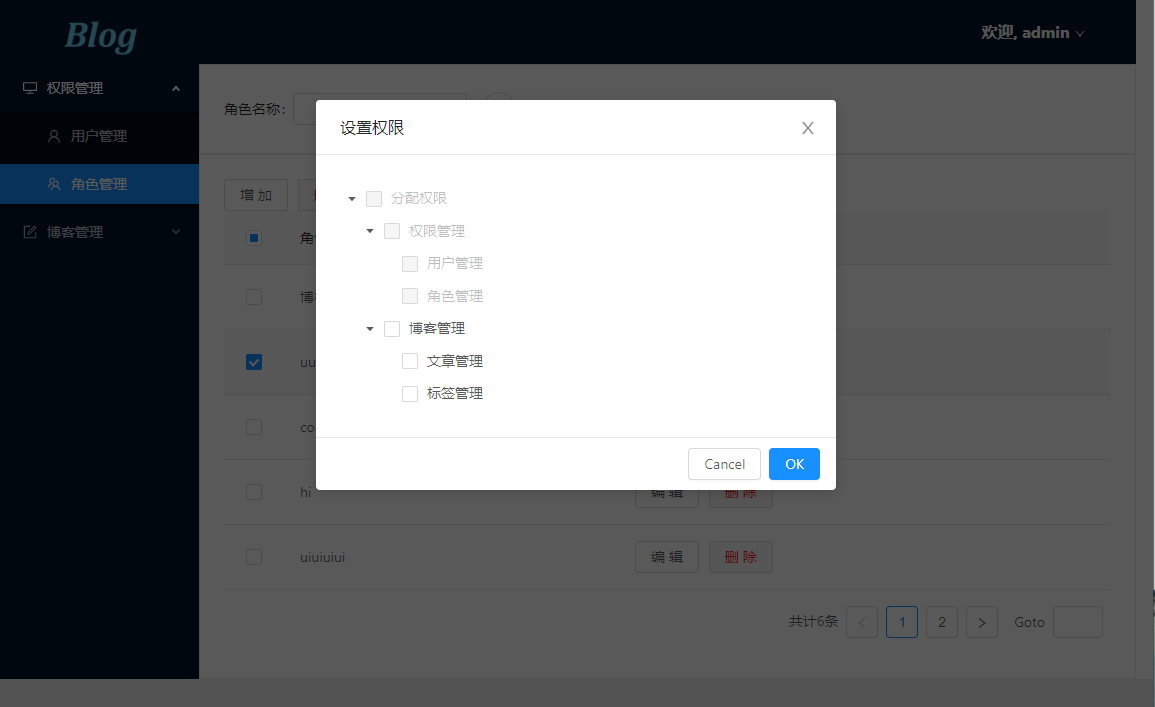 Blog
欢迎, admin
权限管理
用户管理
角色管理
博客管理
角色名称:
设置权限
分配权限
权限管理
用户管理
角色管理
博客管理
文章管理
标签管理
Cancel
OK
增 加
角
博
uu
co
hi
编 辑
删 除
uiuiuiui
编 辑
删 除
共计6条
1
2
Goto